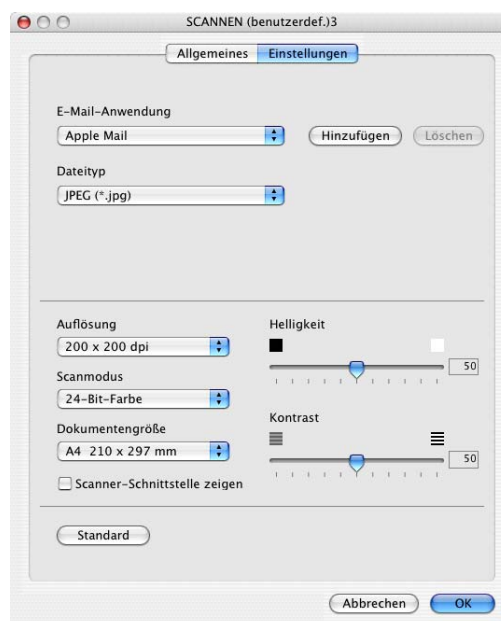 SCANNEN (benutzerdef.)3
Allgemeines Einstellungen
E-Mail-Anwendung
Apple Mail Hinzufügen Löschen
Dateityp
JPEG (*.jpg)
Auflösung Helligkeit
200 x 200 dpi
50
Scanmodus
24-Bit-Farbe
Kontrast
Dokumentengröße
A4 210 x 297 mm
50
Scanner-Schnittstelle zeigen
Standard
Abbrechen OK